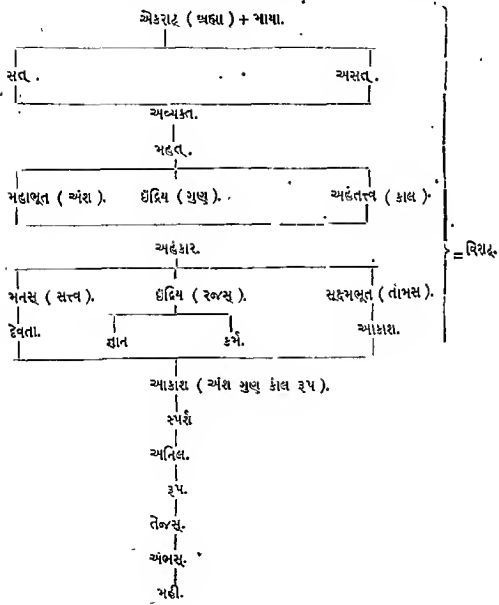 એકરાટ્ ( બ્રહ્મા ) + માયા.
સત્. અસત્.
અવ્યક્ત.
મહત્.
મહાભૂત ( અંશ ). ઇંદ્રિય ( ગુણ ). અહંતત્ત્વ ( કાલ ).
= વિરાટ્.
અહંકાર.
મનસ્ ( સત્ત્વ ). ઇંદ્રિય ( રજસ્ ). સૂક્ષ્મભૂત ( તામસ ).
દેવતા. જ્ઞાત કર્મ. આકાશ.
આકાશ ( અંશ ગુણ કાલ રૂપ ).
સ્પર્શ
અનિલ.
રૂપ.
તેજસ્.
અંભસ્.
મહી.